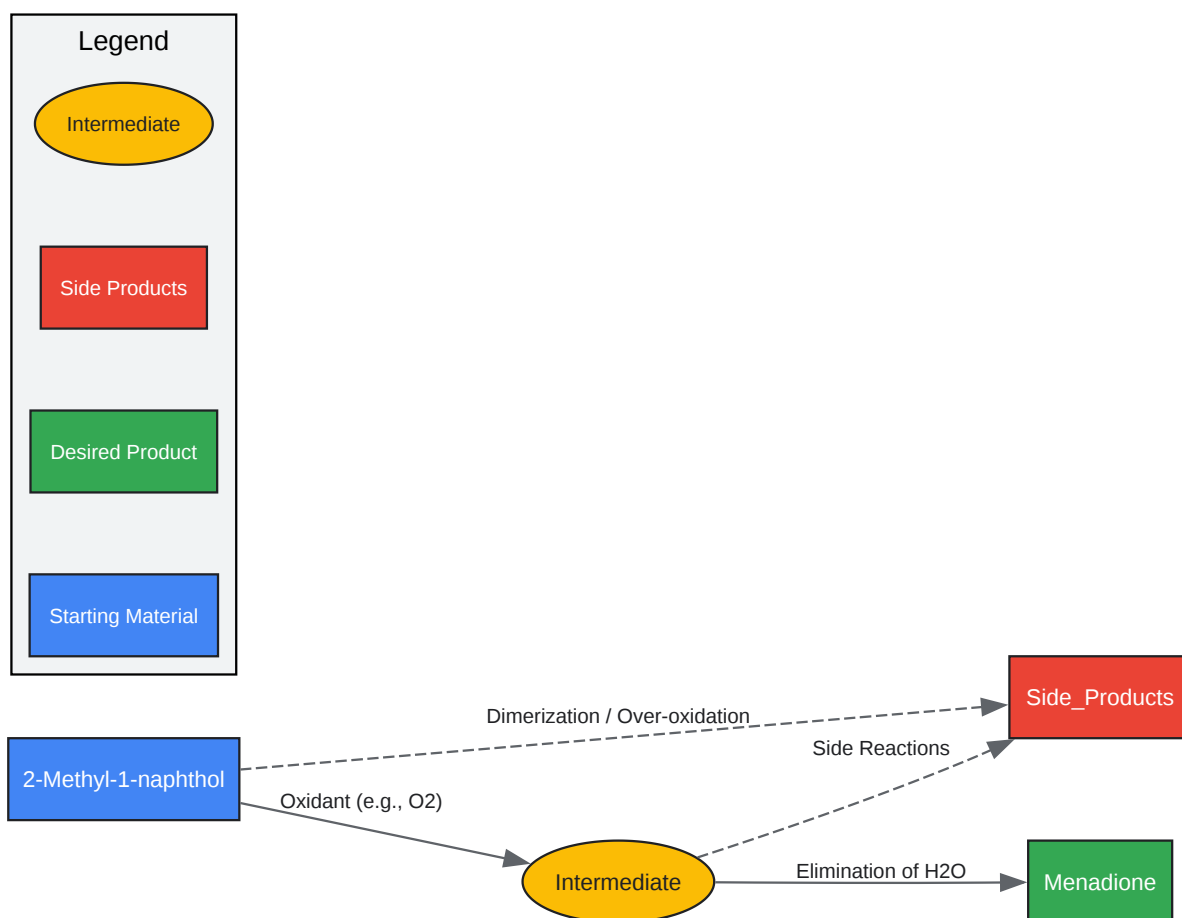 Legend
Intermediate
Side Products
Desired Product
Starting Material
Side_Products
Dimerization / Over-oxidation
Side Reactions
2-Methyl-1-naphthol
Oxidant (e.g., O2)
Elimination of H2O
Intermediate
Menadione